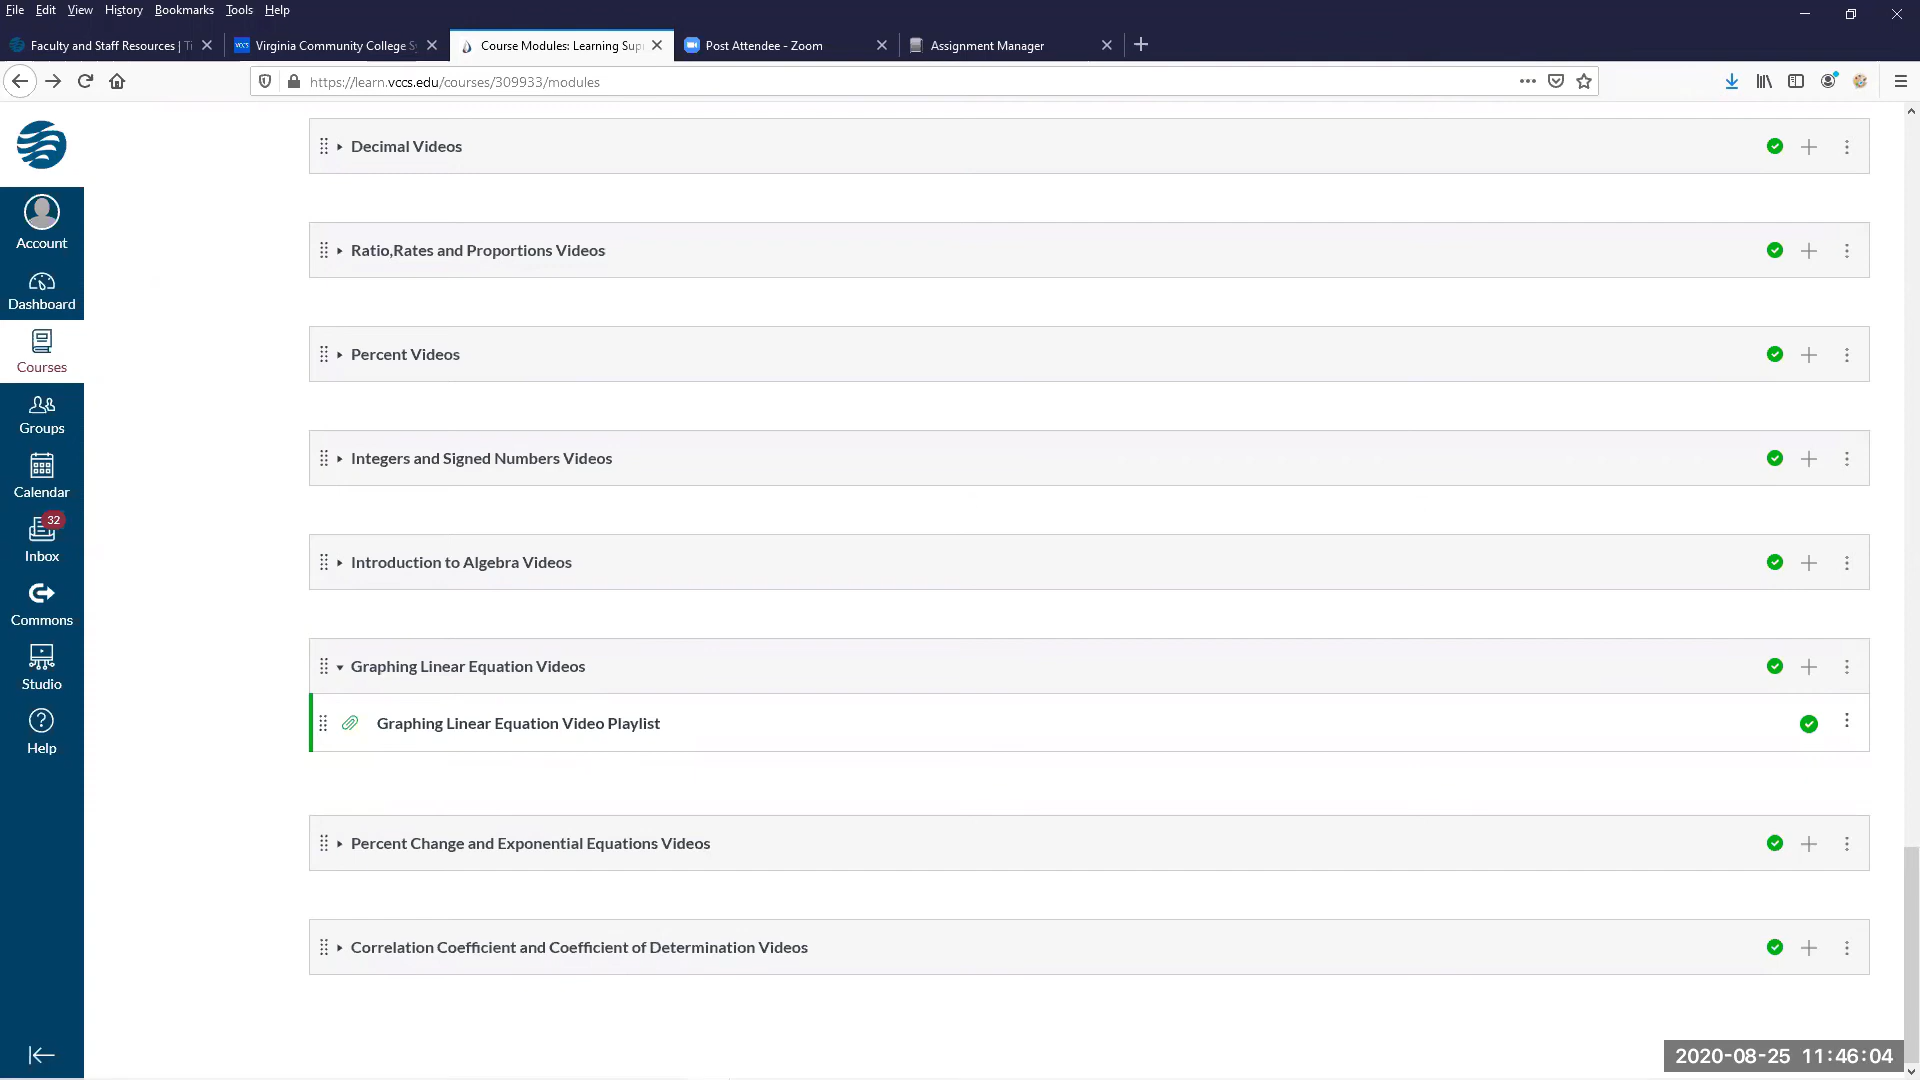 File Edit View History Bookmarks Tools Help
Faculty and Staff Resources | Ti
vccs Virginia Community College Sy
Course Modules: Learning Sup
Post Attendee - Zoom
Assignment Manager
https://learn.vccs.edu/courses/309933/modules
Account
Dashboard
Courses
Groups
Calendar
32
Inbox
Commons
Studio
Help
Decimal Videos
Ratio,Rates and Proportions Videos
Percent Videos
Integers and Signed Numbers Videos
Introduction to Algebra Videos
Graphing Linear Equation Videos
Graphing Linear Equation Video Playlist
Percent Change and Exponential Equations Videos
Correlation Coefficient and Coefficient of Determination Videos
2020-08-25 11:46:04